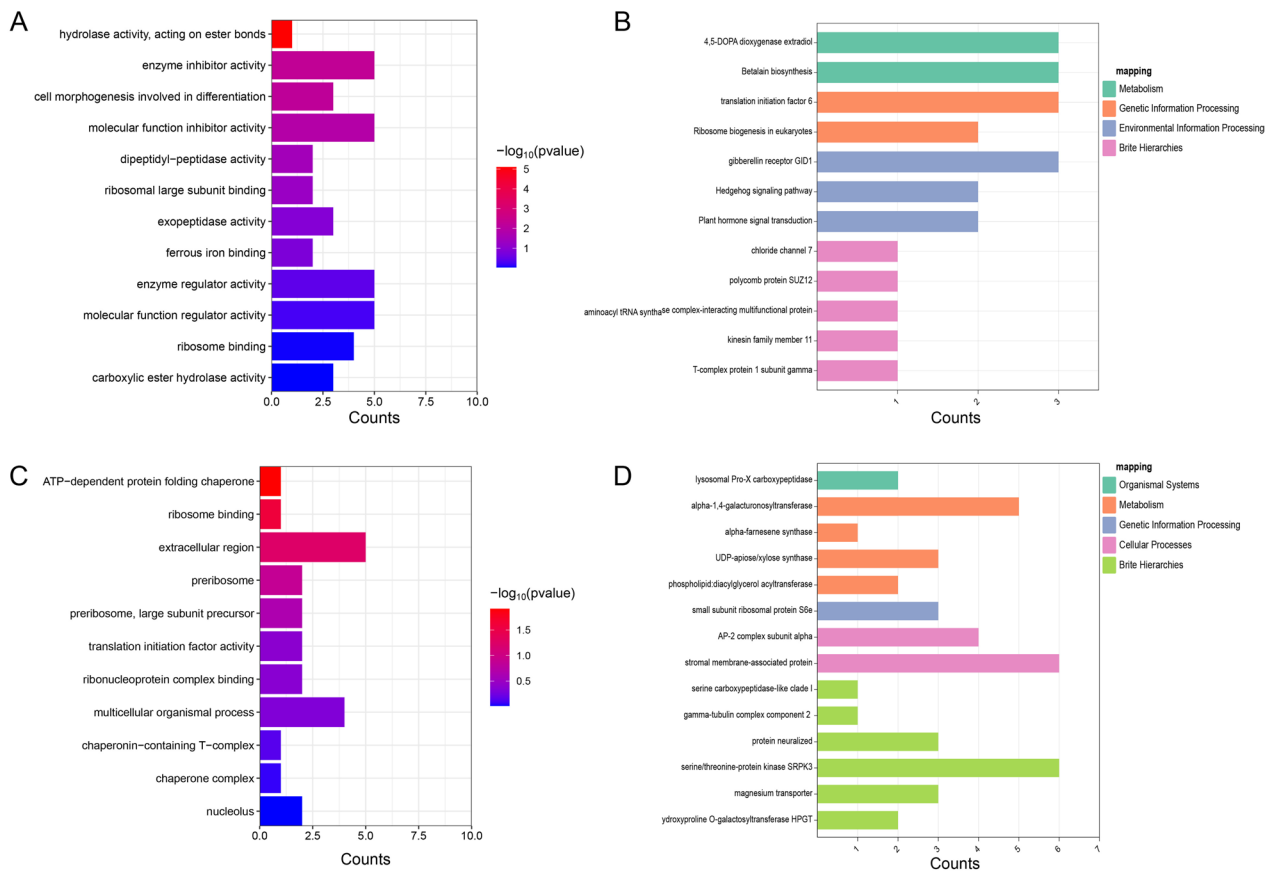 A
hydrolase activity, acting on ester bonds
enzyme inhibitor activity
cell morphogenesis involved in differentiation
molecular function inhibitor activity
dipeptidyl−peptidase activity
ribosomal large subunit binding
exopeptidase activity
ferrous iron binding
enzyme regulator activity
molecular function regulator activity
ribosome binding
carboxylic ester hydrolase activity
0.0 2.5 5.0 7.5 10.0
Counts
−log10(pvalue)
5
4
3
2
1
B
4,5-DOPA dioxygenase extradiol
Betalain biosynthesis
translation initiation factor 6
Ribosome biogenesis in eukaryotes
gibberellin receptor GID1
Hedgehog signaling pathway
Plant hormone signal transduction
chloride channel 7
polycomb protein SUZ12
aminoacyl tRNA synthase complex-interacting multifunctional protein
kinesin family member 11
T-complex protein 1 subunit gamma
1 2 3
Counts
mapping
Metabolism
Genetic Information Processing
Environmental Information Processing
Brite Hierarchies
C
ATP−dependent protein folding chaperone
ribosome binding
extracellular region
preribosome
preribosome, large subunit precursor
translation initiation factor activity
ribonucleoprotein complex binding
multicellular organismal process
chaperonin−containing T−complex
chaperone complex
nucleolus
0.0 2.5 5.0 7.5 10.0
Counts
−log10(pvalue)
1.5
1.0
0.5
D
lysosomal Pro-X carboxypeptidase
alpha-1,4-galacturonosyltransferase
alpha-farnesene synthase
UDP-apiose/xylose synthase
phospholipid:diacylglycerol acyltransferase
small subunit ribosomal protein S6e
AP-2 complex subunit alpha
stromal membrane-associated protein
serine carboxypeptidase-like clade I
gamma-tubulin complex component 2
protein neuralized
serine/threonine-protein kinase SRPK3
magnesium transporter
ydroxyproline O-galactosyltransferase HPGT
1 2 3 4 5 6 7
Counts
mapping
Organismal Systems
Metabolism
Genetic Information Processing
Cellular Processes
Brite Hierarchies